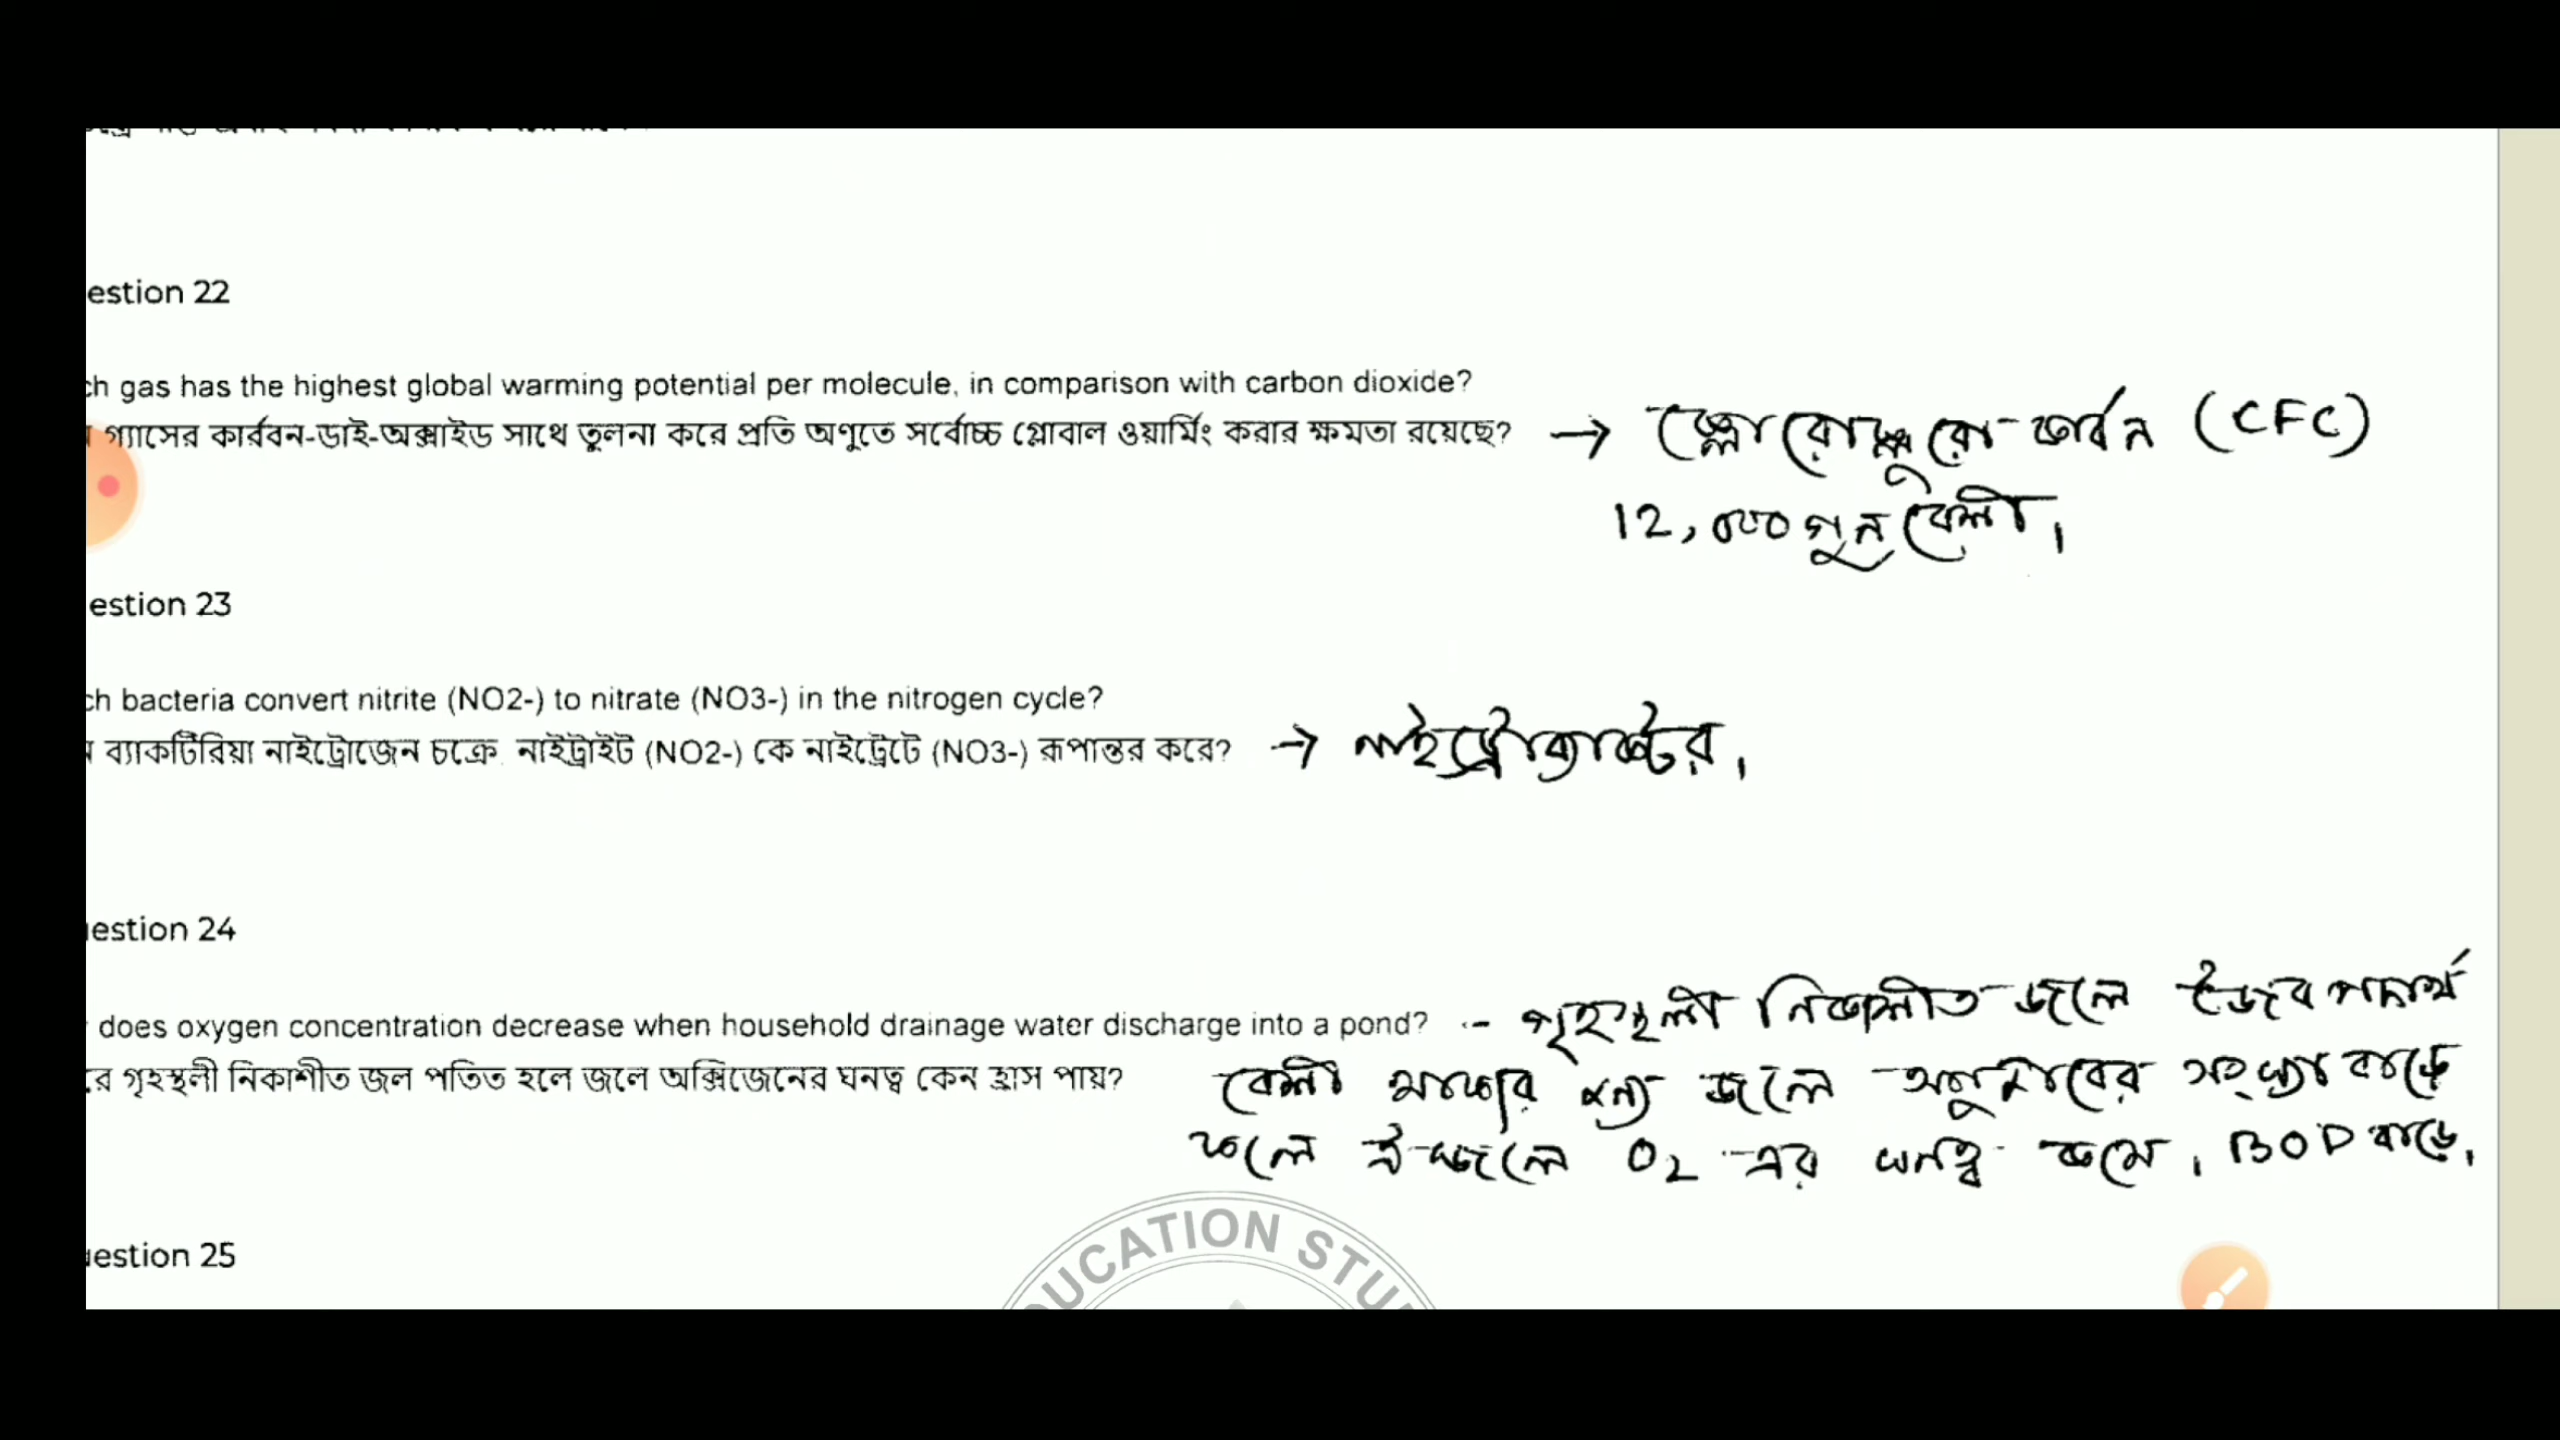 estion 22
ch gas has the highest global warming potential per molecule, in comparison with carbon dioxide?
গ্যাসের কার্বন-ডাই-অক্সাইড সাথে তুলনা করে প্রতি অণুতে সর্বোচ্চ গ্লোবাল ওয়ার্মিং করার ক্ষমতা রয়েছে? → ক্লোরোফ্লুরো-কার্বন (CFC)
12,000 গুন বেশী।
estion 23
ch bacteria convert nitrite (NO2-) to nitrate (NO3-) in the nitrogen cycle?
ন ব্যাকটিরিয়া নাইট্রোজেন চক্রে নাইট্রাইট (NO2-) কে নাইট্রেটে (NO3-) রূপান্তর করে? → নাইট্রোব্যাকটের।
estion 24
does oxygen concentration decrease when household drainage water discharge into a pond? :- গৃহস্থলী নিকাশীত জলে জৈব পদার্থ
রে গৃহস্থলী নিকাশীত জল পতিত হলে জলে অক্সিজেনের ঘনত্ব কেন হ্রাস পায়? বেশী থাকার জন্য জলে অণুজীবের সংখ্যা বাড়ে
ফলে ঐ জলে O2 -এর ঘনত্ব কমে। BOD বাড়ে।
estion 25
UCATION STU